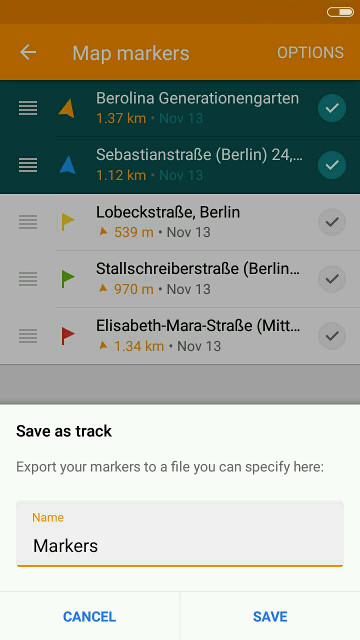 Map markers
OPTIONS
Berolina Generationengarten
1.37 km • Nov 13
Sebastianstraße (Berlin) 24,...
1.12 km • Nov 13
Lobeckstraße, Berlin
539 m • Nov 13
Stallschreiberstraße (Berlin...
970 m • Nov 13
Elisabeth-Mara-Straße (Mitt...
1.34 km • Nov 13
Save as track
Export your markers to a file you can specify here:
Name
Markers
CANCEL
SAVE